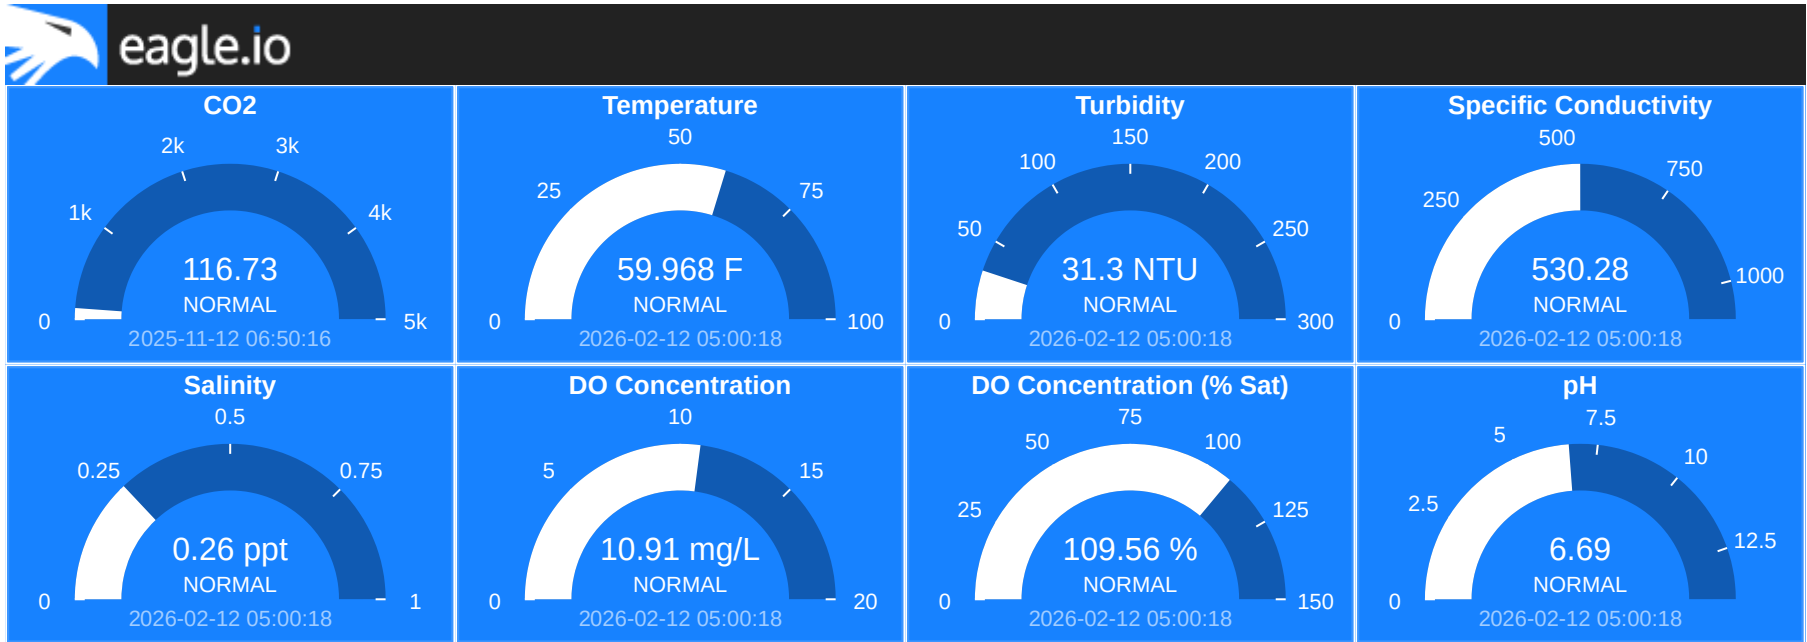 eagle.io
CO2
2k
3k
1k
4k
116.73
NORMAL
0
5k
2025-11-12 06:50:16
Temperature
50
25
75
59.968 F
NORMAL
0
100
2026-02-12 05:00:18
Turbidity
150
100
200
50
250
31.3 NTU
NORMAL
0
300
2026-02-12 05:00:18
Specific Conductivity
500
750
250
1000
530.28
NORMAL
0
2026-02-12 05:00:18
Salinity
0.5
0.25
0.75
0.26 ppt
NORMAL
0
1
2026-02-12 05:00:18
DO Concentration
10
5
15
10.91 mg/L
NORMAL
0
20
2026-02-12 05:00:18
DO Concentration (% Sat)
75
50
100
25
125
109.56 %
NORMAL
0
150
2026-02-12 05:00:18
pH
7.5
5
10
2.5
12.5
6.69
NORMAL
0
2026-02-12 05:00:18